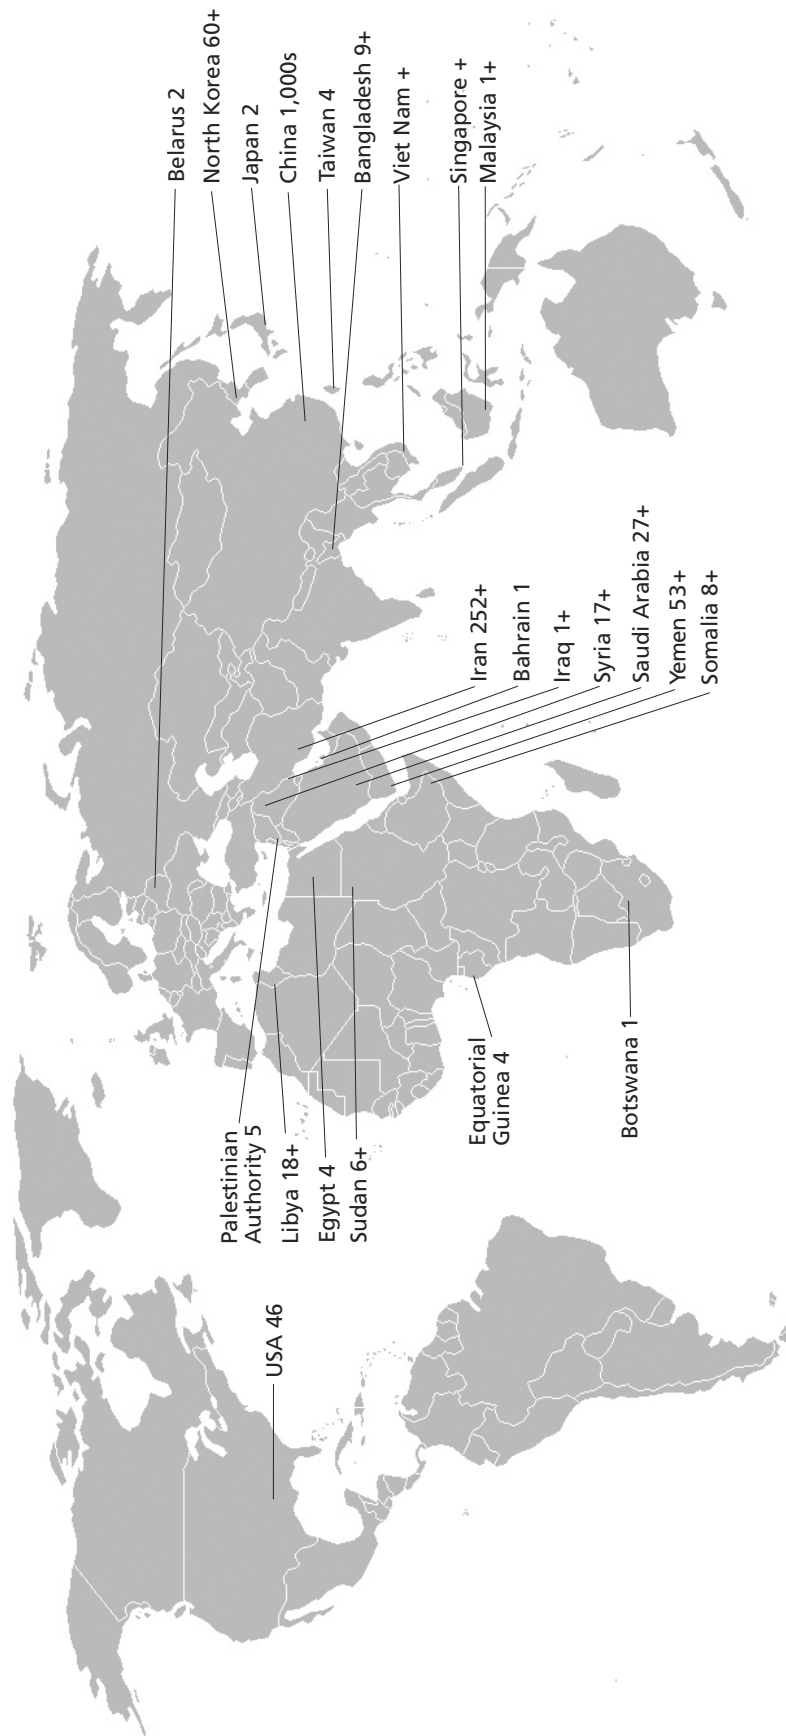 Belarus 2
North Korea 60+
Japan 2
China 1,000s
Taiwan 4
Bangladesh 9+
Viet Nam +
Singapore +
Malaysia 1+
Iran 252+
Bahrain 1
Iraq 1+
Syria 17+
Saudi Arabia 27+
Yemen 53+
Somalia 8+
Palestinian
Authority 5
Libya 18+
Egypt 4
Sudan 6+
Equatorial
Guinea 4
Botswana 1
USA 46